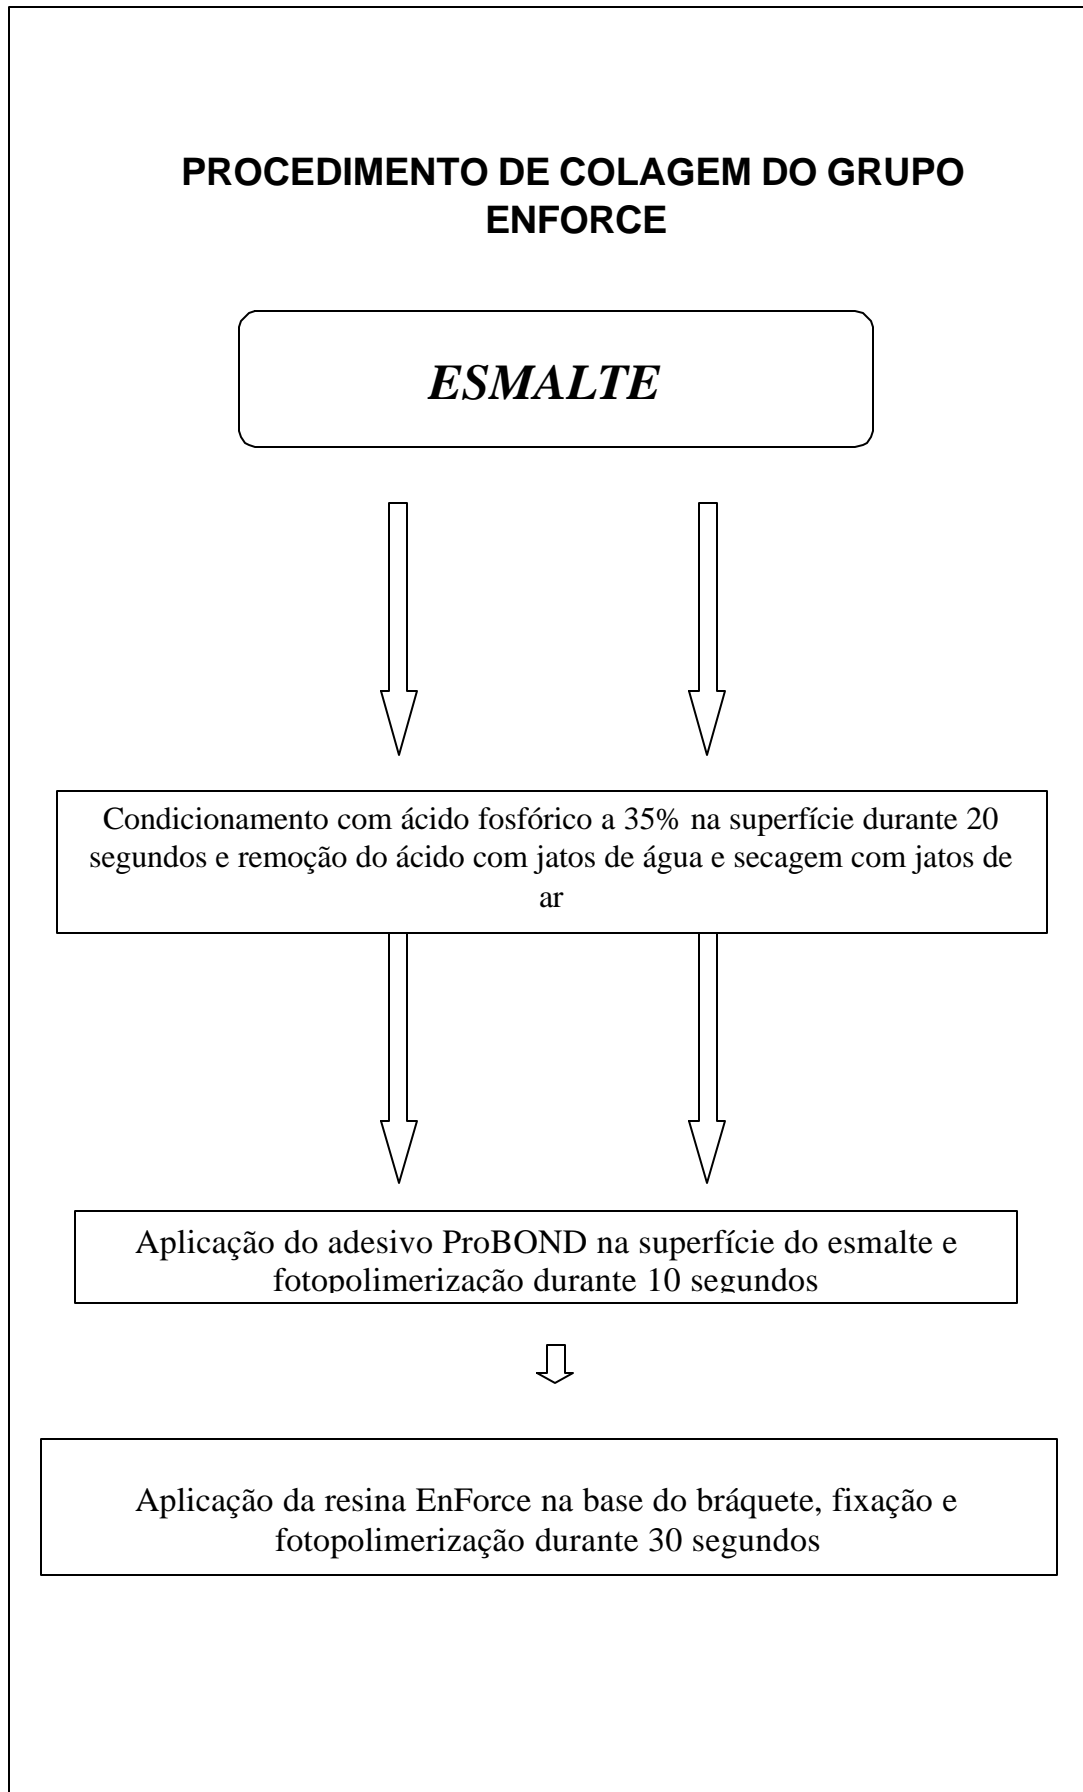 PROCEDIMENTO DE COLAGEM DO GRUPO
ENFORCE
ESMALTE
Condicionamento com ácido fosfórico a 35% na superfície durante 20
segundos e remoção do ácido com jatos de água e secagem com jatos de
ar
Aplicação do adesivo ProBOND na superfície do esmalte e
fotopolimerização durante 10 segundos
Aplicação da resina EnForce na base do bráquete, fixação e
fotopolimerização durante 30 segundos